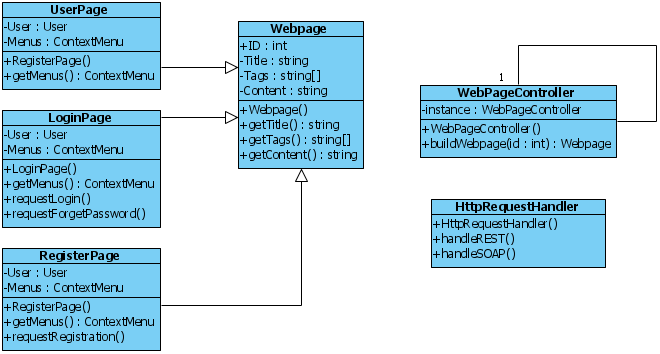 UserPage
-User : User
-Menus : ContextMenu
+RegisterPage()
+getMenus() : ContextMenu
Webpage
+ID : int
-Title : string
-Tags : string[]
-Content : string
+Webpage()
+getTitle() : string
+getTags() : string[]
+getContent() : string
1
WebPageController
-instance : WebPageController
+WebPageController()
+buildWebpage(id : int) : Webpage
LoginPage
-User : User
-Menus : ContextMenu
+LoginPage()
+getMenus() : ContextMenu
+requestLogin()
+requestForgetPassword()
HttpRequestHandler
+HttpRequestHandler()
+handleREST()
+handleSOAP()
RegisterPage
-User : User
-Menus : ContextMenu
+RegisterPage()
+getMenus() : ContextMenu
+requestRegistration()